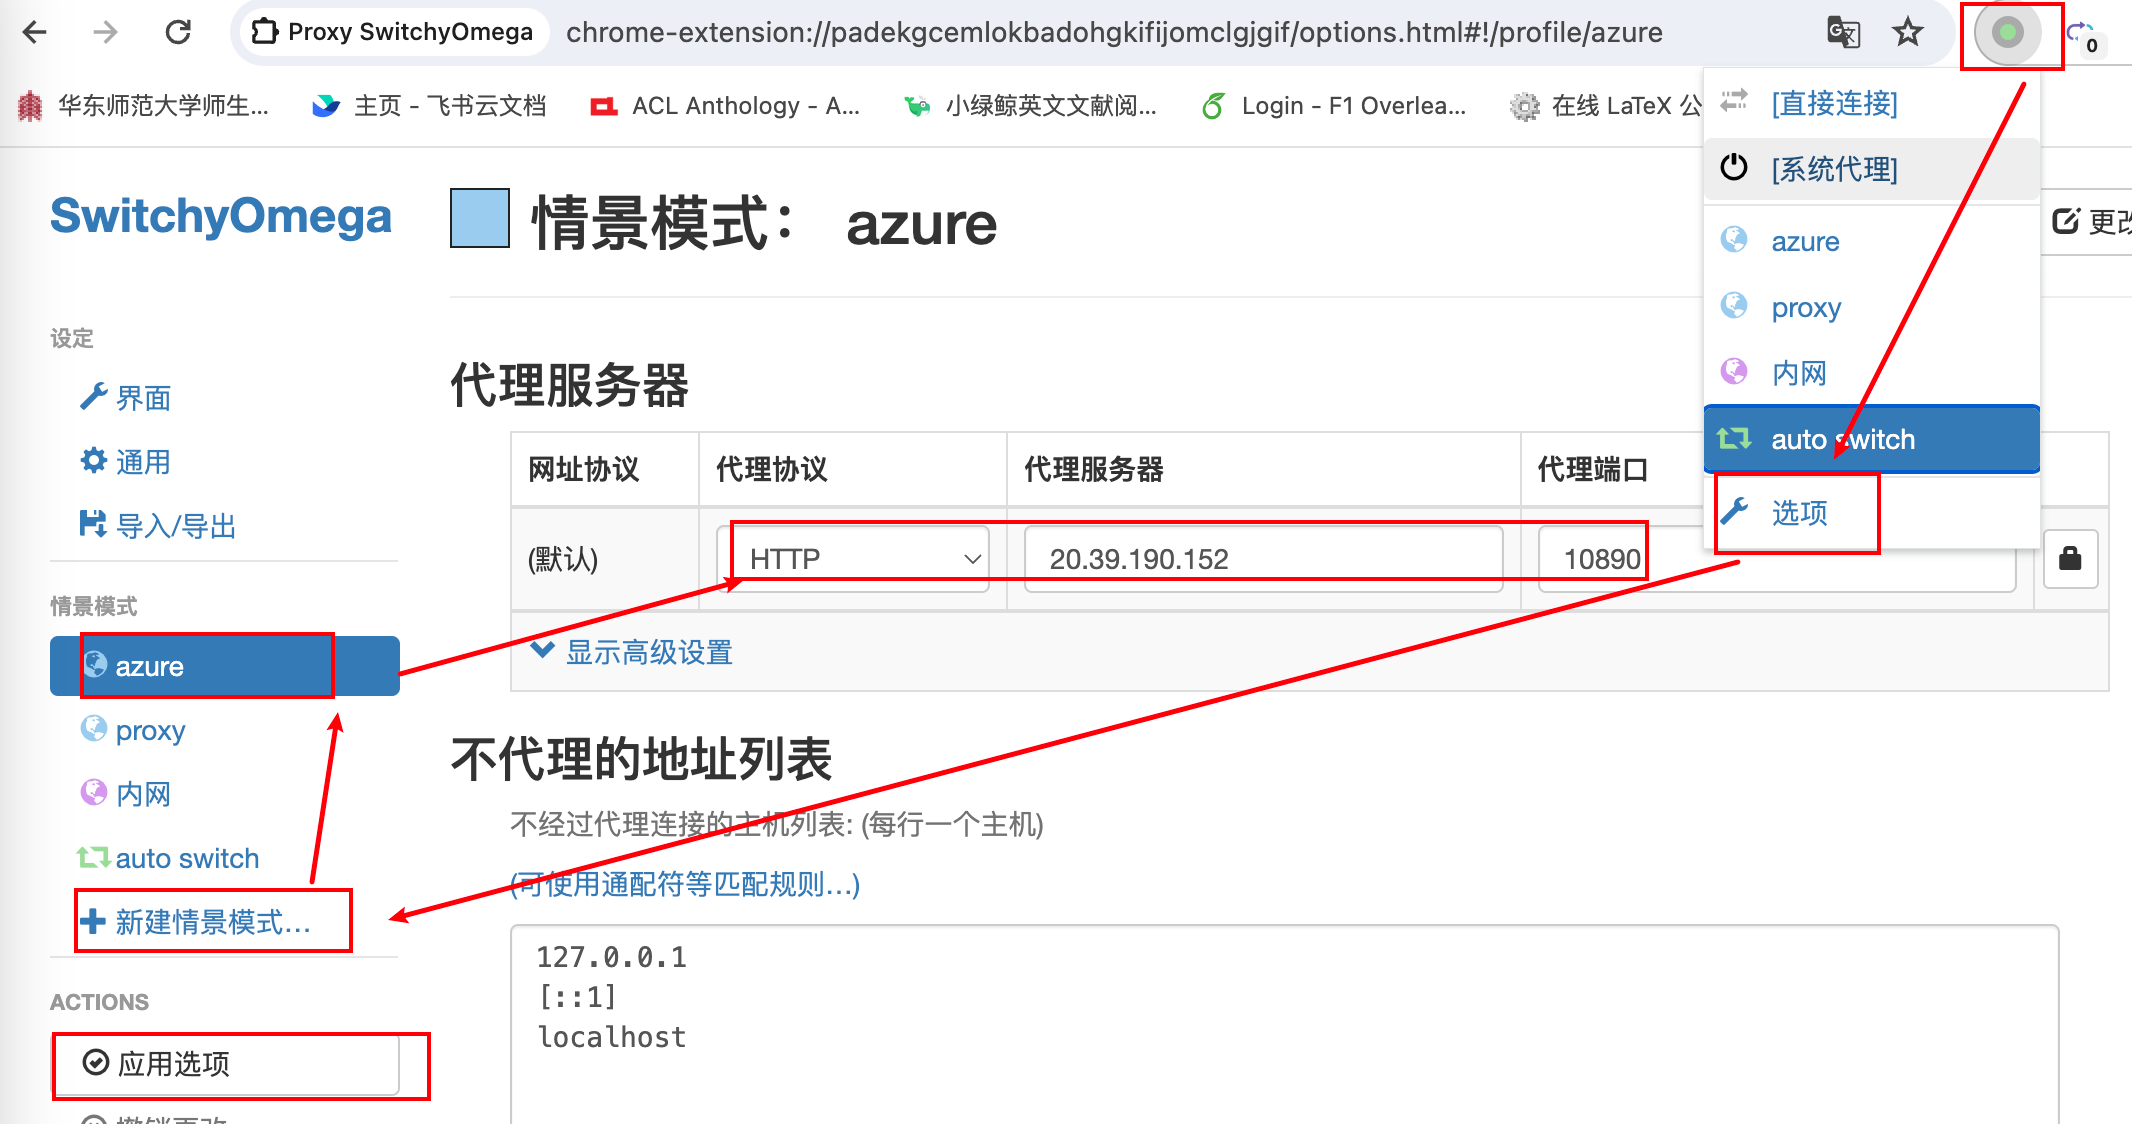 Proxy SwitchyOmega
chrome-extension://padekgcemlokbadohgkifijomclgjgif/options.html#!/profile/azure
0
华东师范大学师生...
主页 - 飞书云文档
ACL Anthology - A...
小绿鲸英文文献阅...
Login - F1 Overlea...
在线 LaTeX 公
[直接连接]
[系统代理]
azure
proxy
内网
auto switch
选项
SwitchyOmega
情景模式： azure
更改
设定
界面
通用
导入/导出
情景模式
azure
proxy
内网
auto switch
新建情景模式...
ACTIONS
应用选项
撤销更改
代理服务器
网址协议 代理协议 代理服务器 代理端口
(默认) HTTP 20.39.190.152 10890
显示高级设置
不代理的地址列表
不经过代理连接的主机列表: (每行一个主机)
(可使用通配符等匹配规则...)
127.0.0.1
[::1]
localhost